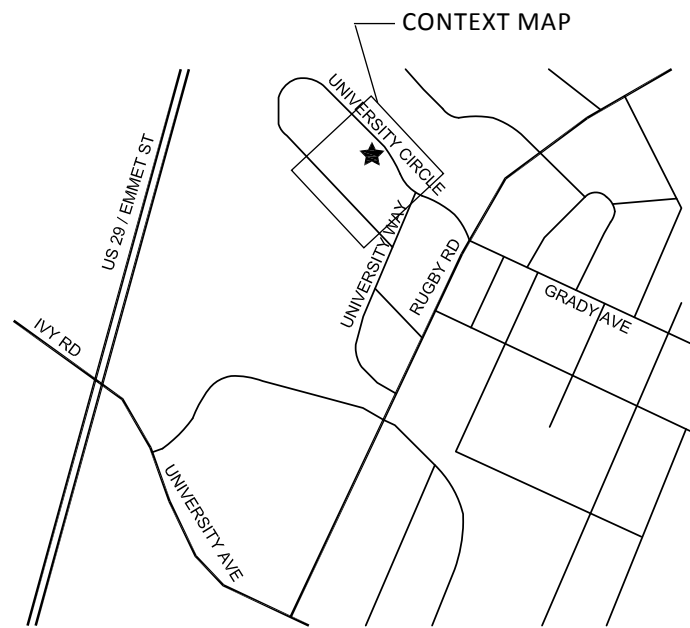 CONTEXT MAP
UNIVERSITY CIRCLE
US 29 / EMMET ST
UNIVERSITY WAY
RUGBY RD
GRADY AVE
IVY RD
UNIVERSITY AVE